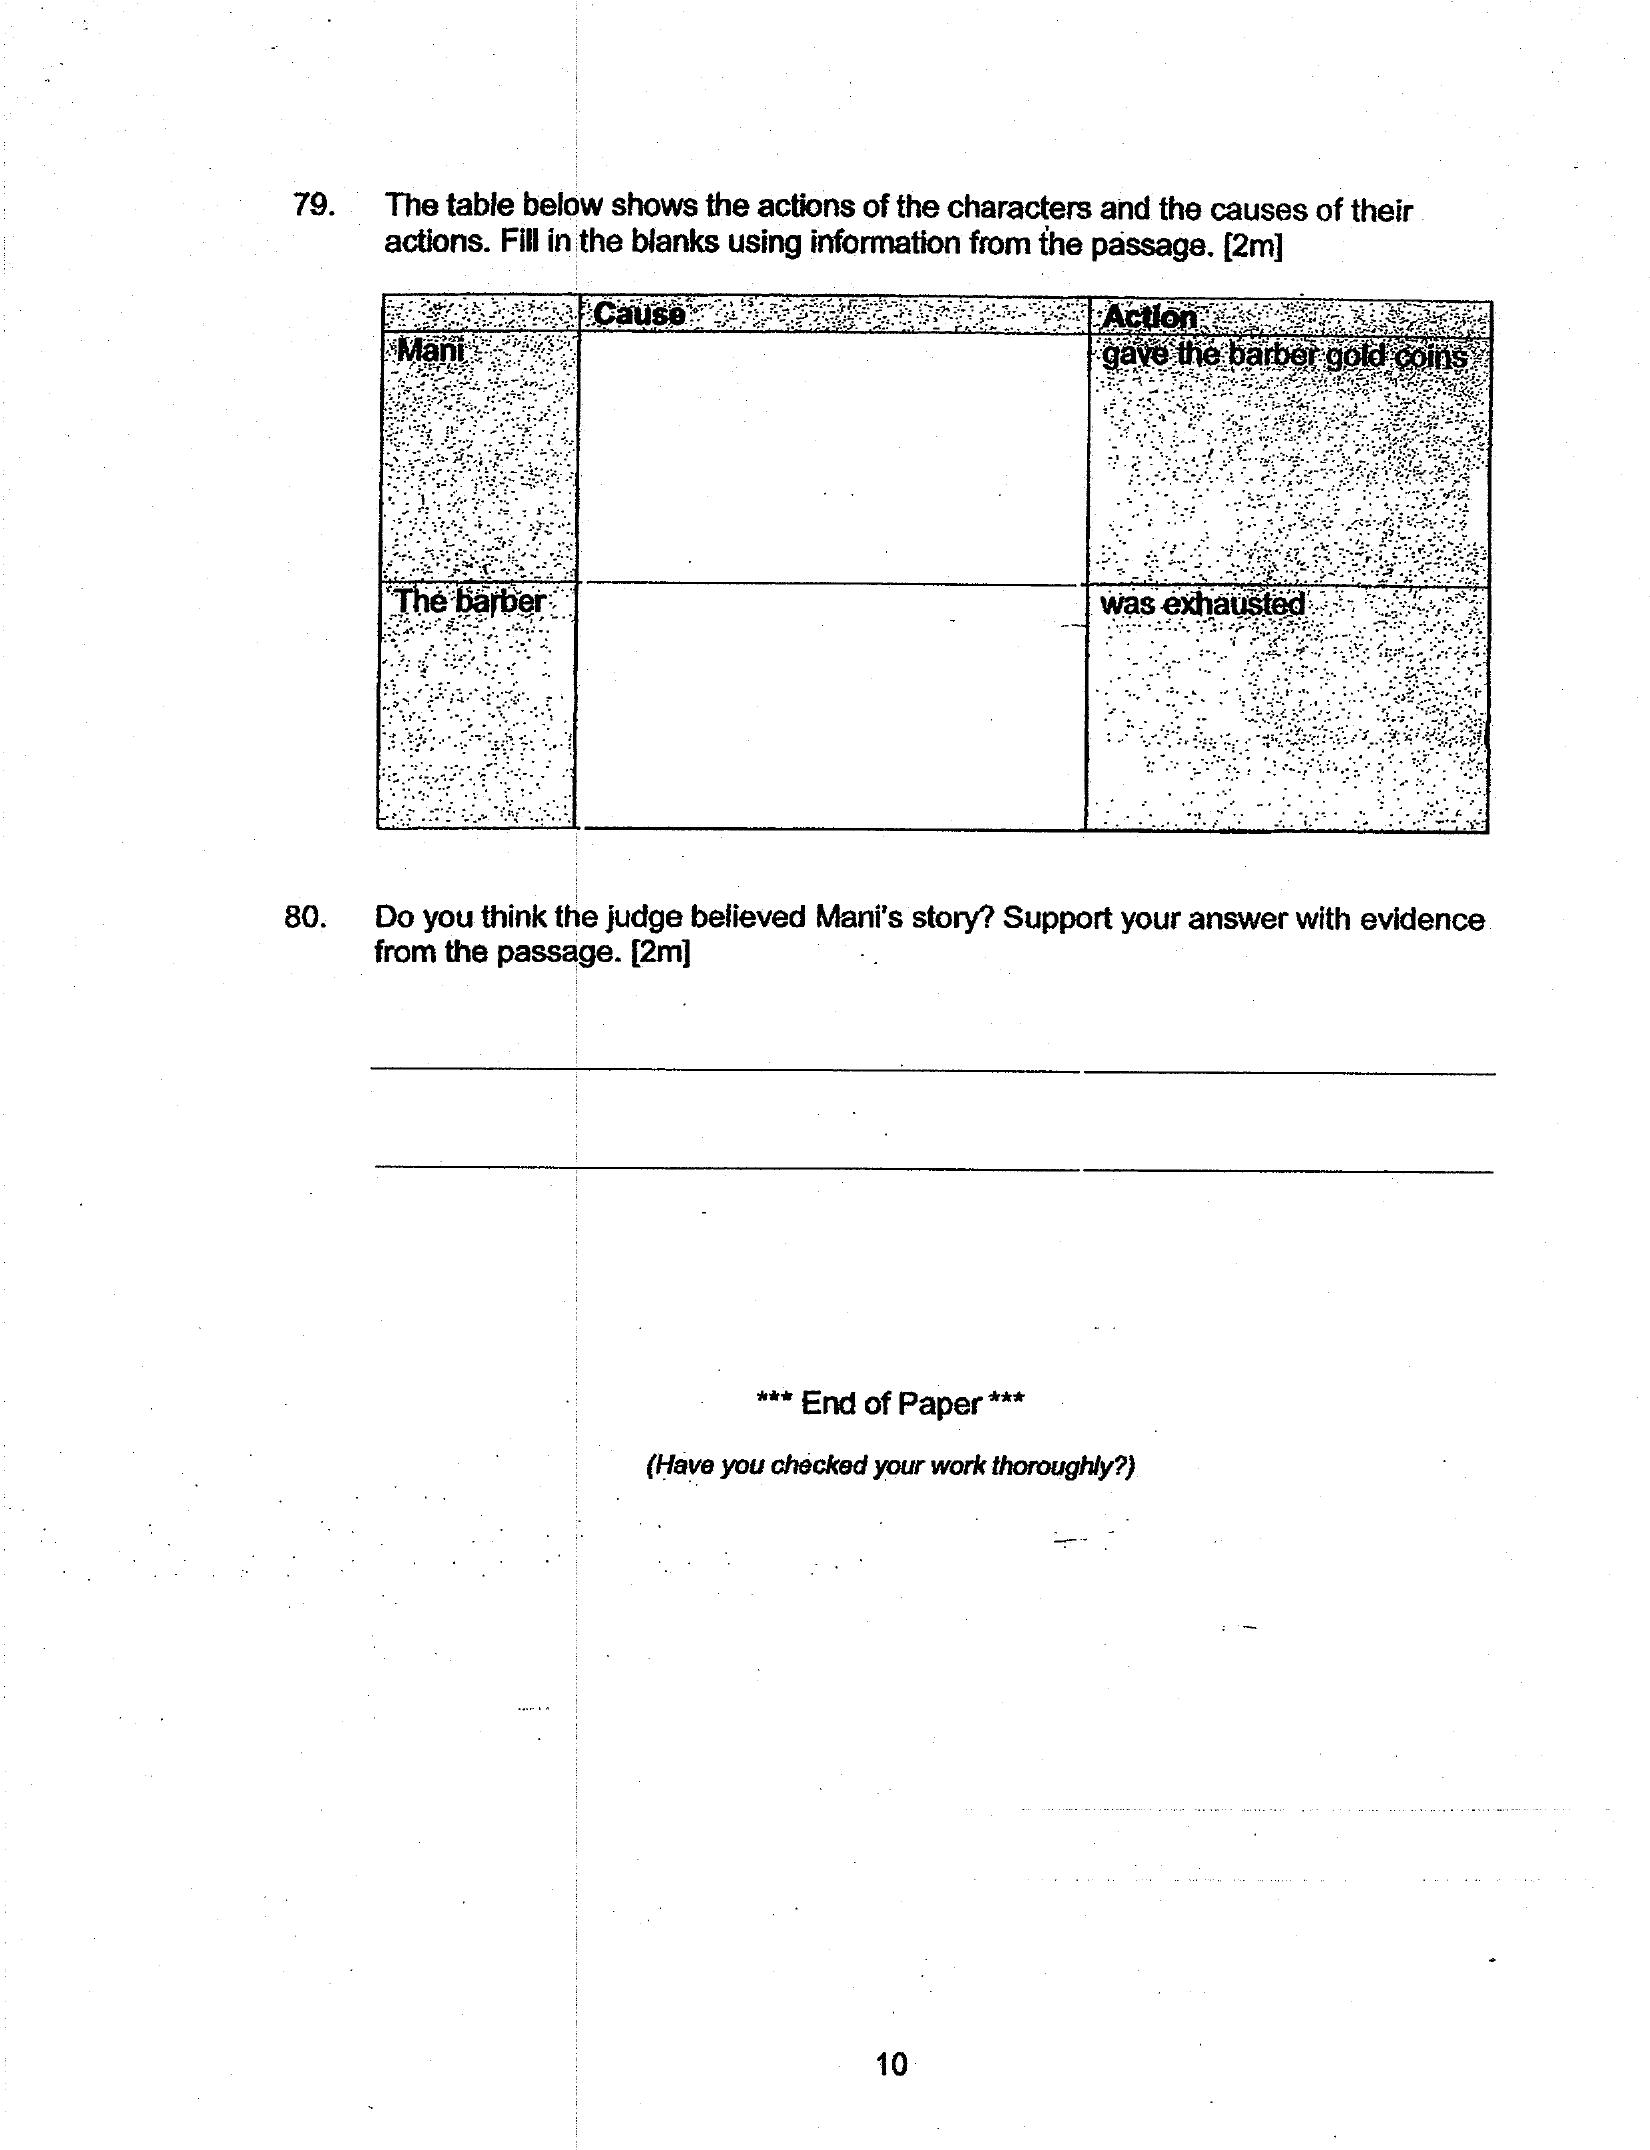 79. The table below shows the actions of the characters and the causes of their
actions. Fill in the blanks using information from the passage. [2m]
Cause Action
Mani gave the barber gold coins
The barber was exhausted
80. Do you think the judge believed Mani's story? Support your answer with evidence
from the passage. [2m]
*** End of Paper ***
(Have you checked your work thoroughly?)
10